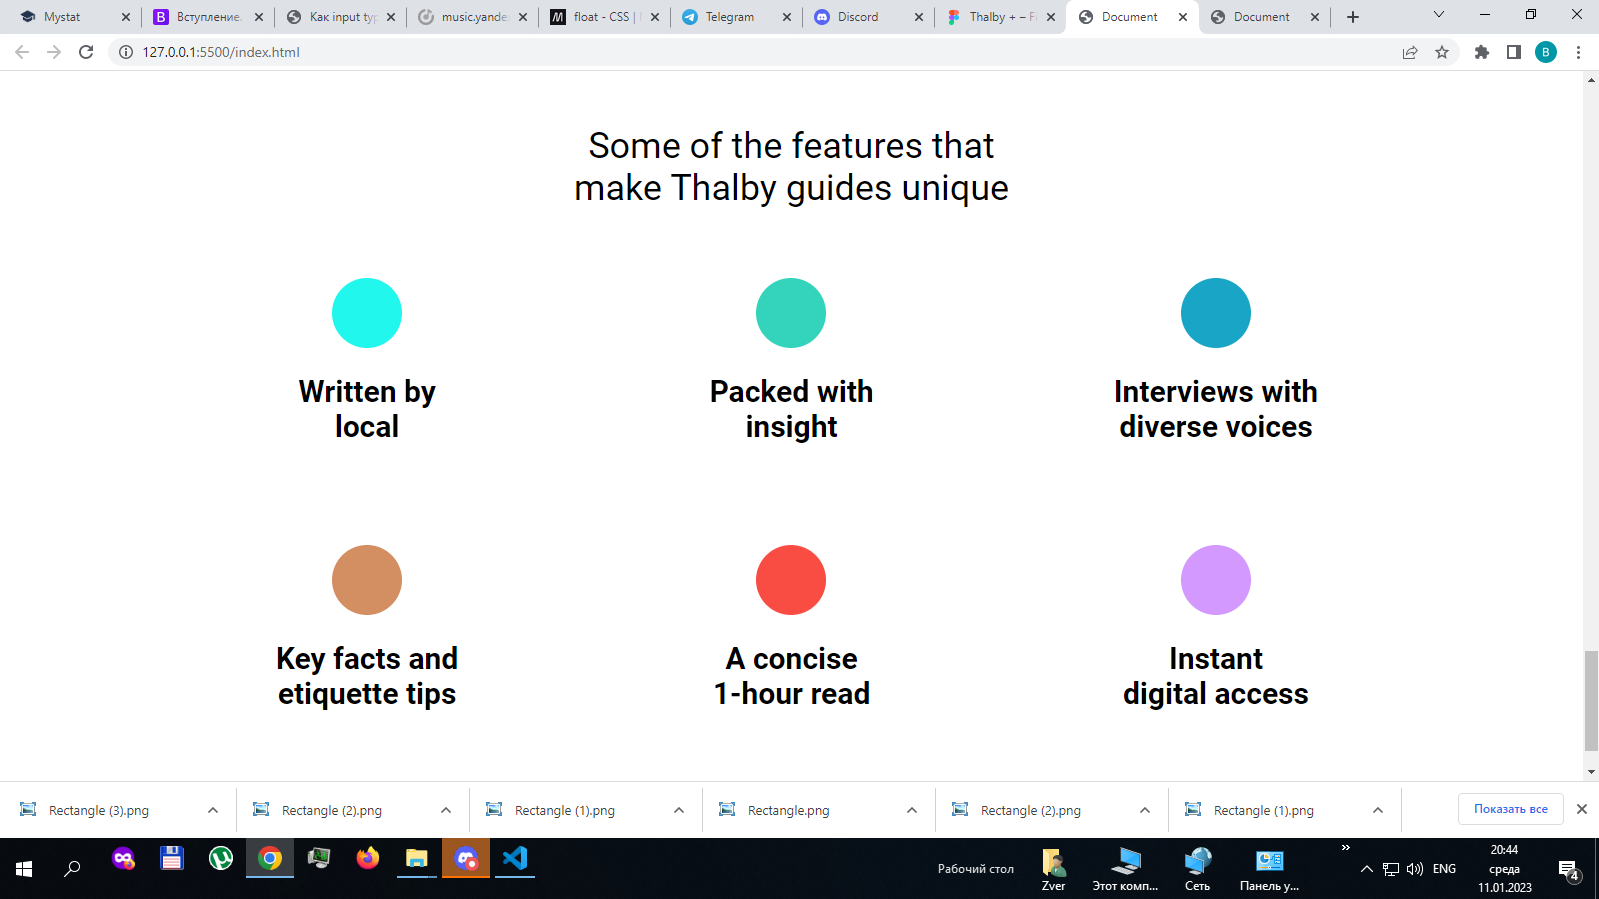 Mystat
Вступление.
Как input typ
music.yande
float - CSS |
Telegram
Discord
Thalby + – Fi
Document
Document
127.0.0.1:5500/index.html
B
Some of the features that
make Thalby guides unique
Written by
local
Packed with
insight
Interviews with
diverse voices
Key facts and
etiquette tips
A concise
1-hour read
Instant
digital access
Rectangle (3).png
Rectangle (2).png
Rectangle (1).png
Rectangle.png
Rectangle (2).png
Rectangle (1).png
Показать все
Рабочий стол
Zver
Этот комп...
Сеть
Панель у...
ENG
20:44
среда
11.01.2023
4